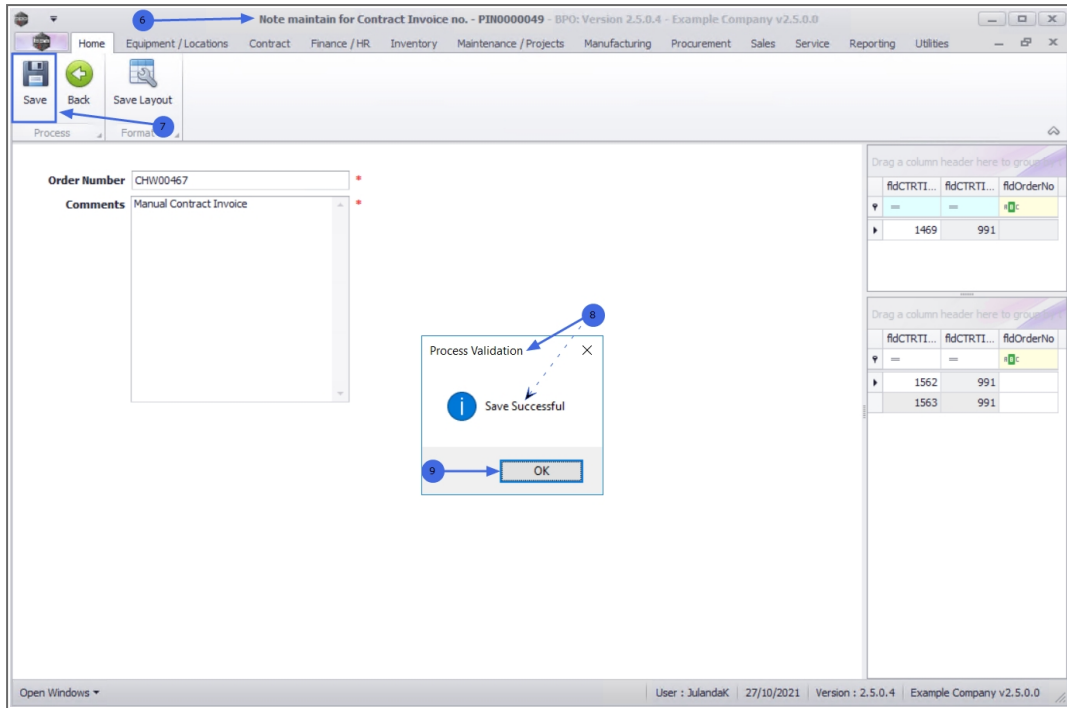 6
Note maintain for Contract Invoice no. - PIN0000049 - BPO: Version 2.5.0.4 - Example Company v2.5.0.0
Home Equipment / Locations Contract Finance / HR Inventory Maintenance / Projects Manufacturing Procurement Sales Service Reporting Utilities
Save Back Save Layout
7
Process Format
Order Number CHW00467 *
Comments Manual Contract Invoice *
Drag a column header here to group
fldCTRTI... fldCTRTI... fldOrderNo
= =
1469 991
Drag a column header here to group
fldCTRTI... fldCTRTI... fldOrderNo
= =
1562 991
1563 991
8
Process Validation
Save Successful
9
OK
Open Windows User : JulandaK 27/10/2021 Version : 2.5.0.4 Example Company v2.5.0.0